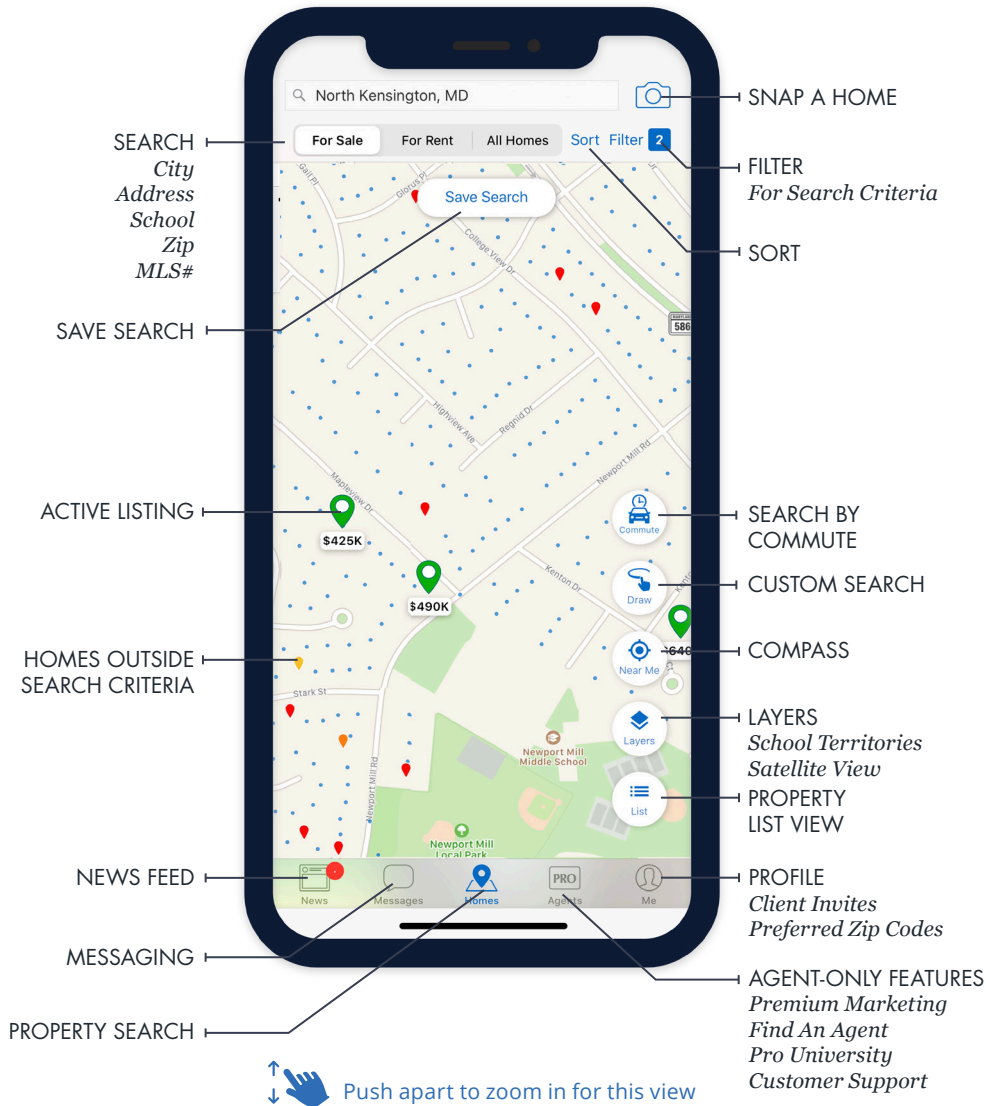 North Kensington, MD
SNAP A HOME
SEARCH
City
Address
School
Zip
MLS#
For Sale
For Rent
All Homes
Sort
Filter
2
FILTER
For Search Criteria
SORT
Save Search
SAVE SEARCH
Gail Pl
Glorus Pl
College View Dr
MARYLAND
586
Highview Ave
Regnid Dr
Newport Mill Rd
Mapleview Dr
ACTIVE LISTING
$425K
$490K
Commute
SEARCH BY
COMMUTE
Kenton Dr
Draw
CUSTOM SEARCH
Near Me
COMPASS
HOMES OUTSIDE
SEARCH CRITERIA
Stark St
Layers
LAYERS
School Territories
Satellite View
Newport Mill
Middle School
List
PROPERTY
LIST VIEW
Newport Mill Rd
Newport Mill
Local Park
NEWS FEED
News
Messages
Homes
PRO
Agents
Me
PROFILE
Client Invites
Preferred Zip Codes
MESSAGING
PROPERTY SEARCH
AGENT-ONLY FEATURES
Premium Marketing
Find An Agent
Pro University
Customer Support
Push apart to zoom in for this view